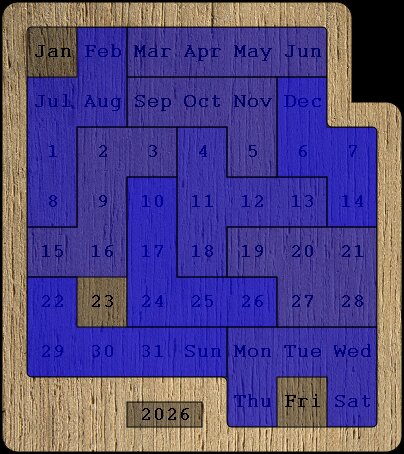 Jan Feb Mar Apr May Jun
Jul Aug Sep Oct Nov Dec
1 2 3 4 5 6 7
8 9 10 11 12 13 14
15 16 17 18 19 20 21
22 23 24 25 26 27 28
29 30 31 Sun Mon Tue Wed
Thu Fri Sat
2026